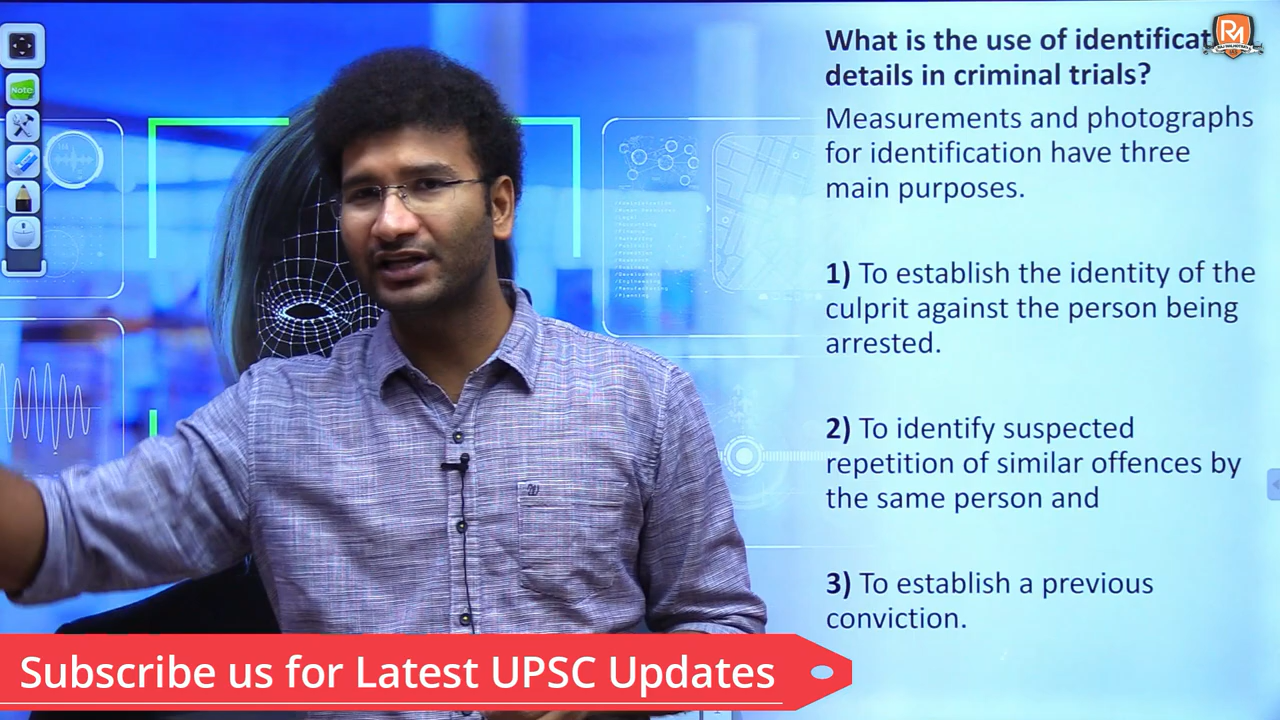 What is the use of identificat
details in criminal trials?
Measurements and photographs
for identification have three
main purposes.
1) To establish the identity of the
culprit against the person being
arrested.
2) To identify suspected
repetition of similar offences by
the same person and
3) To establish a previous
conviction.
Note
RM
Subscribe us for Latest UPSC Updates